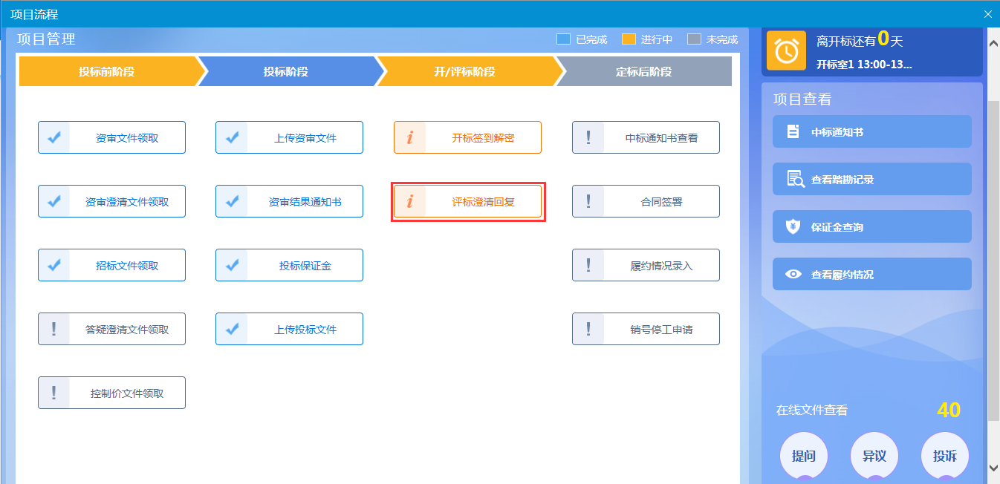 项目流程
项目管理
已完成
进行中
未完成
投标前阶段
投标阶段
开/评标阶段
定标后阶段
资审文件领取
上传资审文件
开标签到解密
中标通知书查看
资审澄清文件领取
资审结果通知书
评标澄清回复
合同签署
招标文件领取
投标保证金
履约情况录入
答疑澄清文件领取
上传投标文件
销号停工申请
控制价文件领取
离开标还有0天
开标室1 13:00-13...
项目查看
中标通知书
查看踏勘记录
保证金查询
查看履约情况
在线文件查看
40
提问
异议
投诉